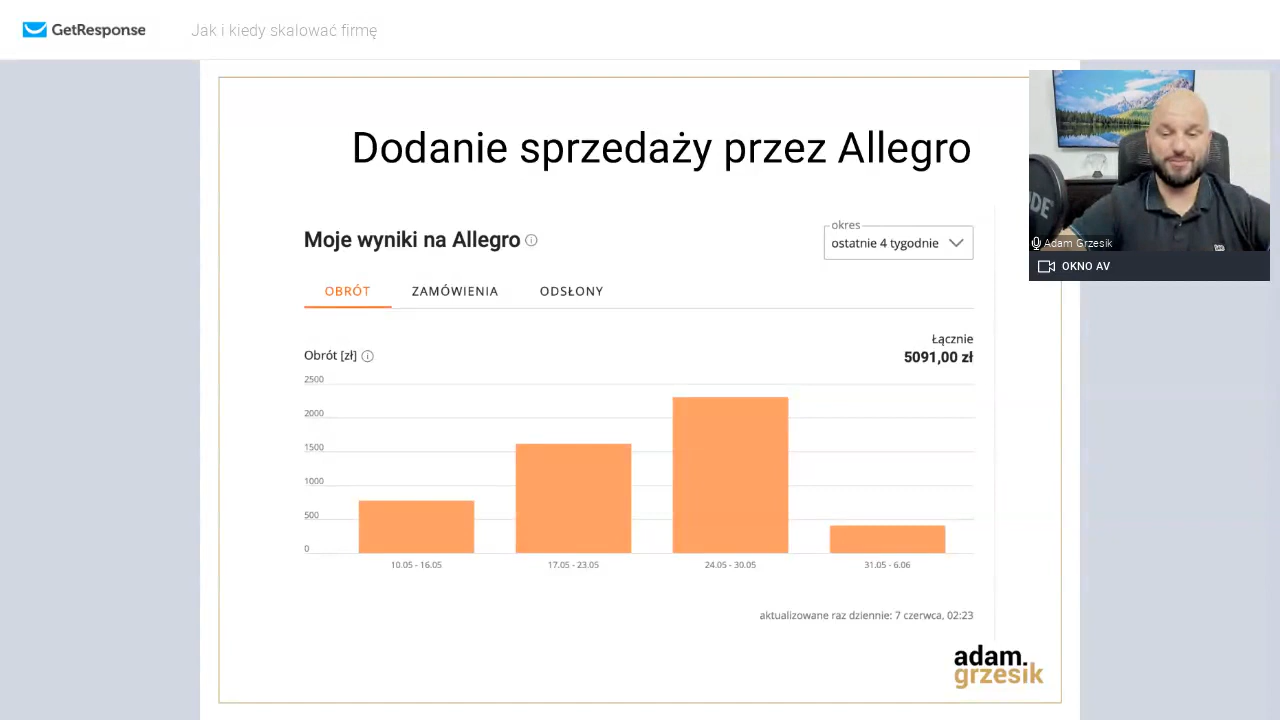 GetResponse
Jak i kiedy skalować firmę
Dodanie sprzedaży przez Allegro
Moje wyniki na Allegro
okres
ostatnie 4 tygodnie
OBRÓT
ZAMÓWIENIA
ODSŁONY
Łącznie
5091,00 zł
Obrót [zł]
2500
2000
1500
1000
500
0
10.05 - 16.05
17.05 - 23.05
24.05 - 30.05
31.05 - 6.06
aktualizowane raz dziennie: 7 czerwca, 02:23
adam.
grzesik
Adam Grzesik
OKNO AV